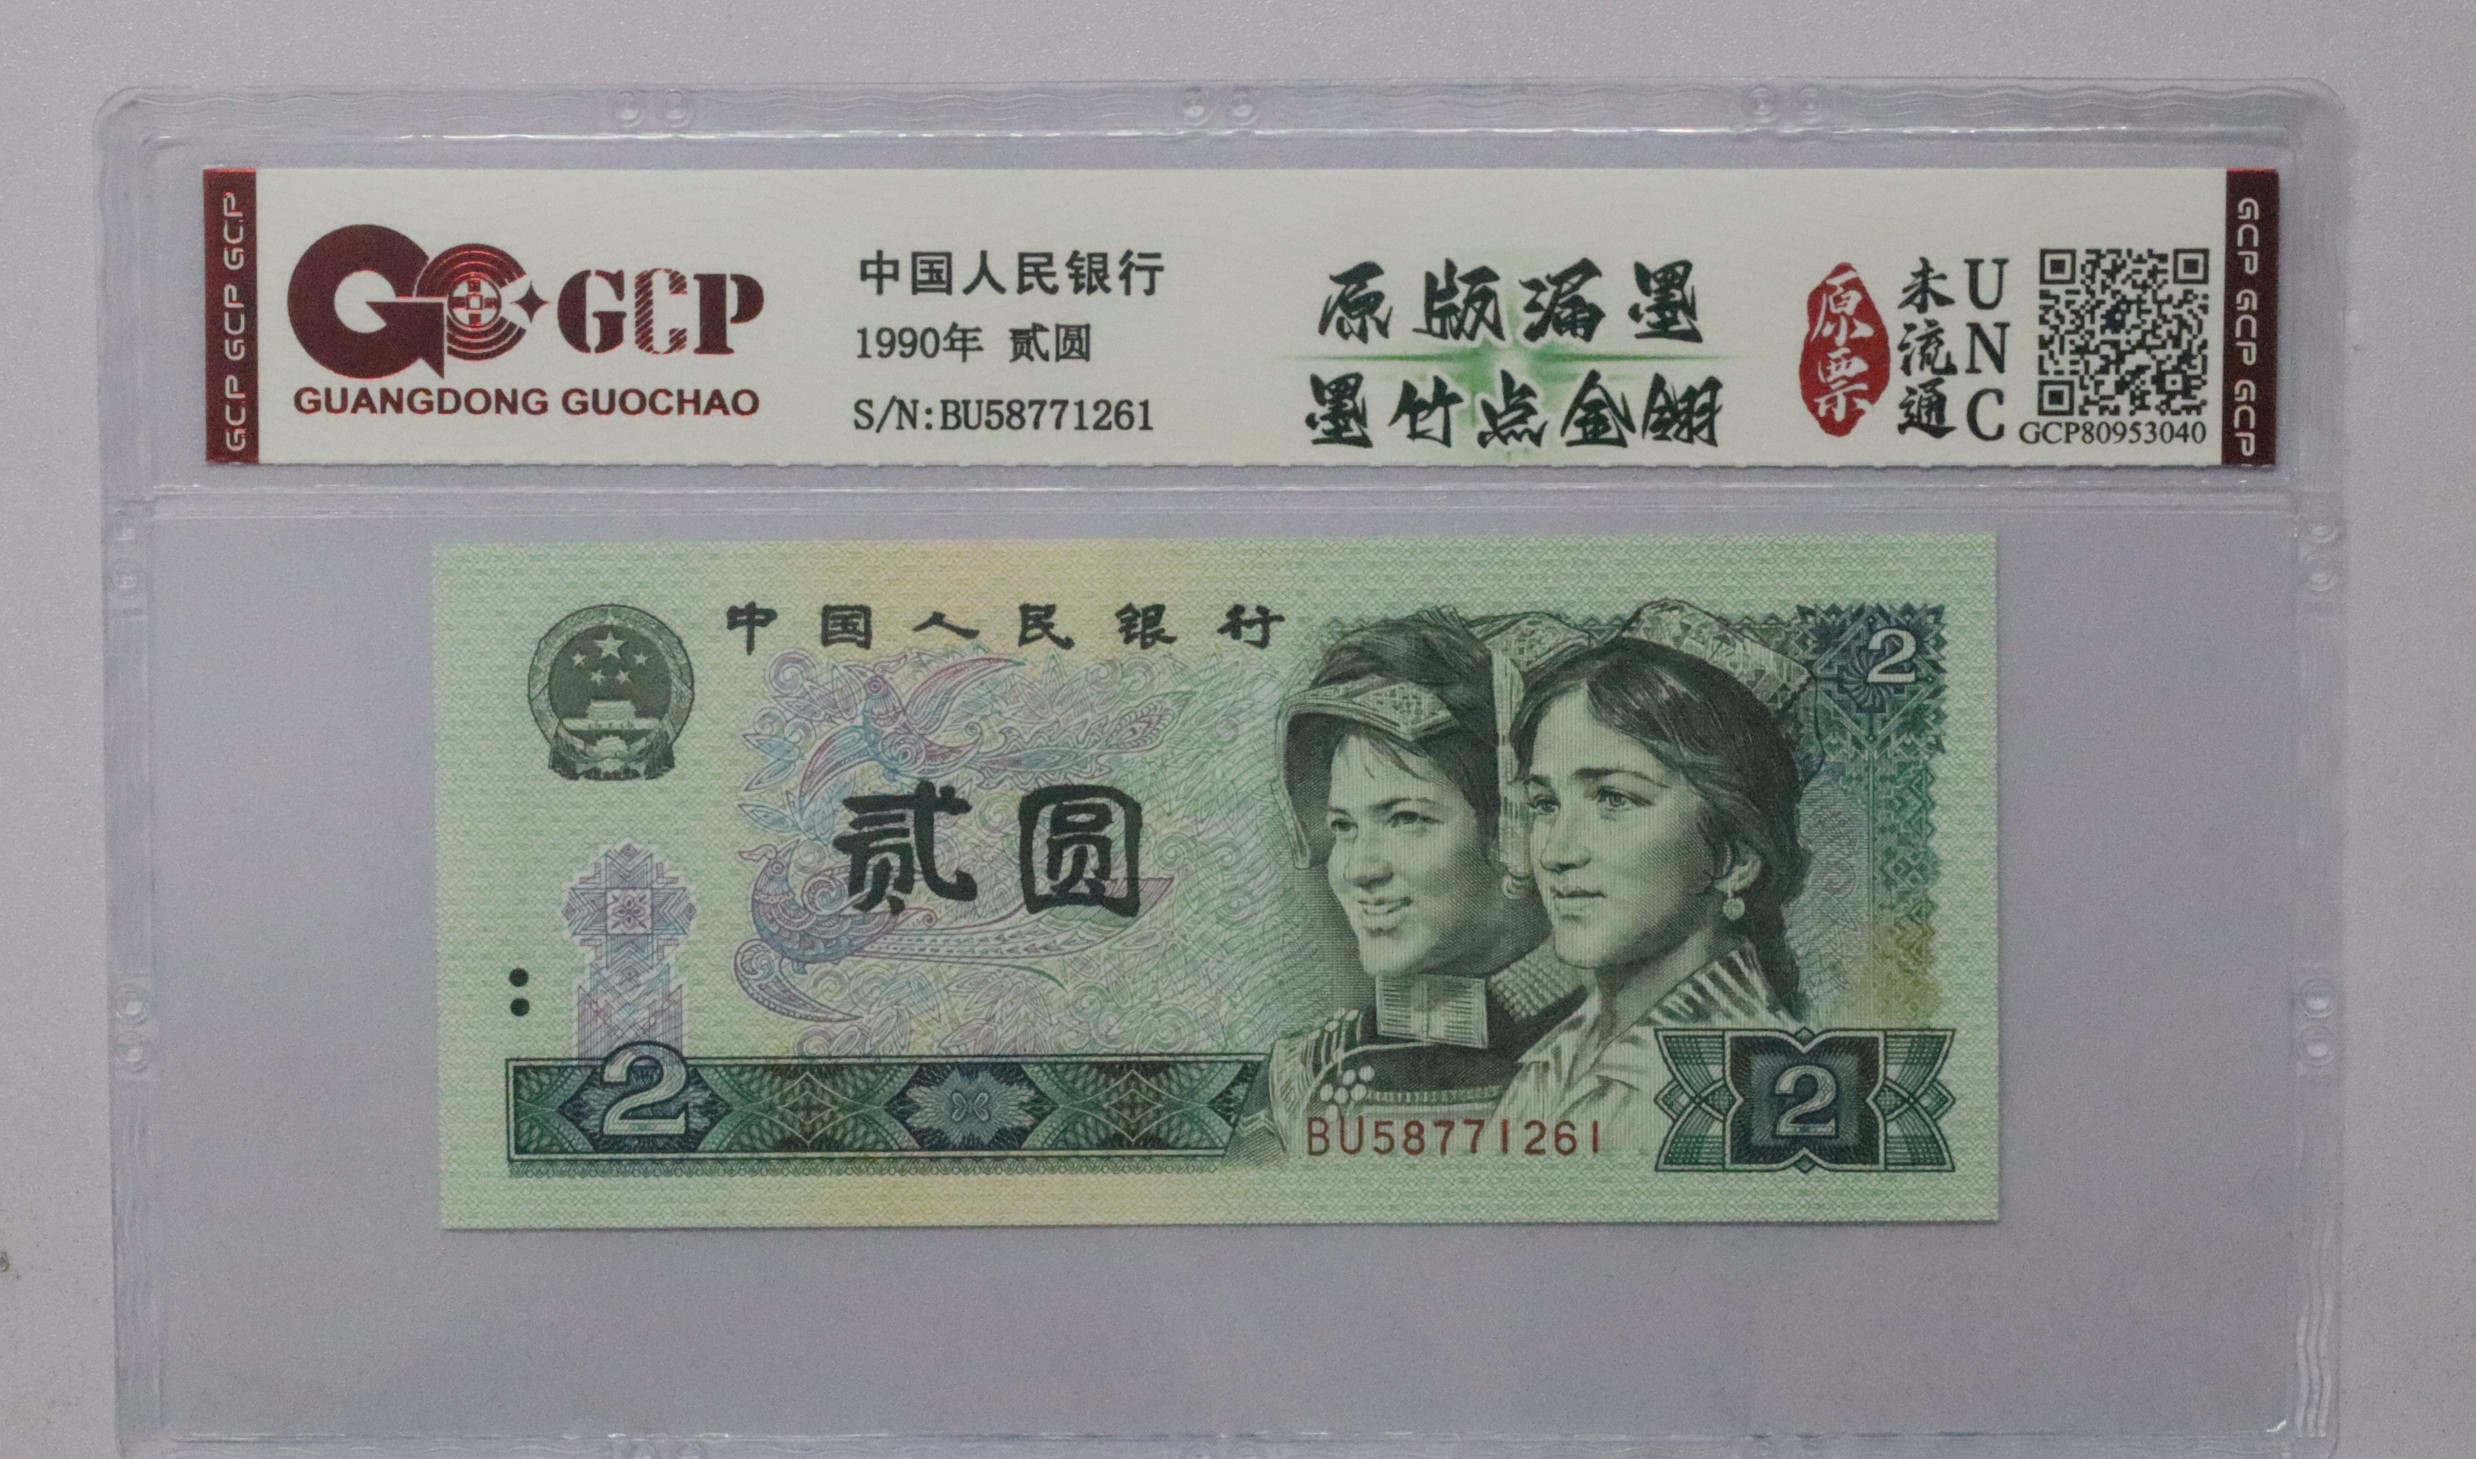 GCP GCP GCP
GCP
GUANGDONG GUOCHAO
中国人民银行
1990年 贰圆
S/N:BU58771261
原版漏墨
墨竹点金翎
原票
未流通
UNC
GCP80953040
GCP GCP GCP
中国人民银行
2
贰圆
2
BU58771261
2